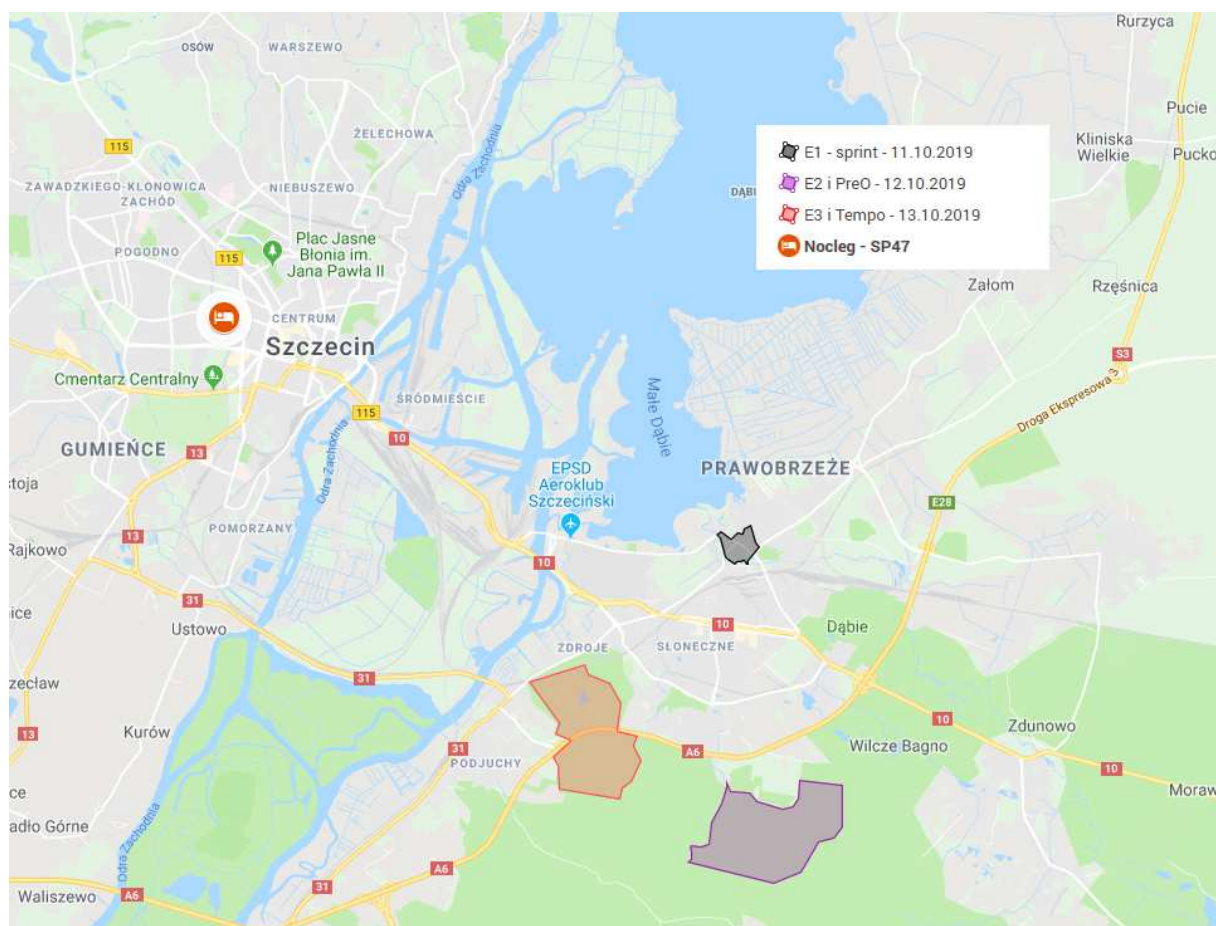 Rurzyca
OSÓW
WARSZEWO
Odra Zachodnia
Pucie
ŻELECHOWA
115
Kliniska
Wielkie
Pucko
E1 - sprint - 11.10.2019
E2 i PreO - 12.10.2019
E3 i Tempo - 13.10.2019
Nocleg - SP47
ZAWADZKIEGO-KLONOWICA
ZACHÓD
NIEBUSZEWO
Odra Zachodnia
Plac Jasne
Błonia im.
Jana Pawła II
POGODNO
115
Załom
Rzęśnica
CENTRUM
Szczecin
S3
Cmentarz Centralny
Małe Dąbie
Droga Ekspresowa 3
ŚRÓDMIEŚCIE
115
10
GUMIEŃCE
13
Odra Zachodnia
EPSD
Aeroklub
Szczeciński
PRAWOBRZEŻE
stoja
E28
POMORZANY
13
Rajkowo
10
31
Ustowo
10
Dąbie
ZDROJE
SŁONECZNE
31
zecław
13
Kurów
10
Zdunowo
31
A6
Wilcze Bagno
PODJUCHY
10
Moraw
Odra Zachodnia
adło Górne
A6
31
Waliszewo
A6